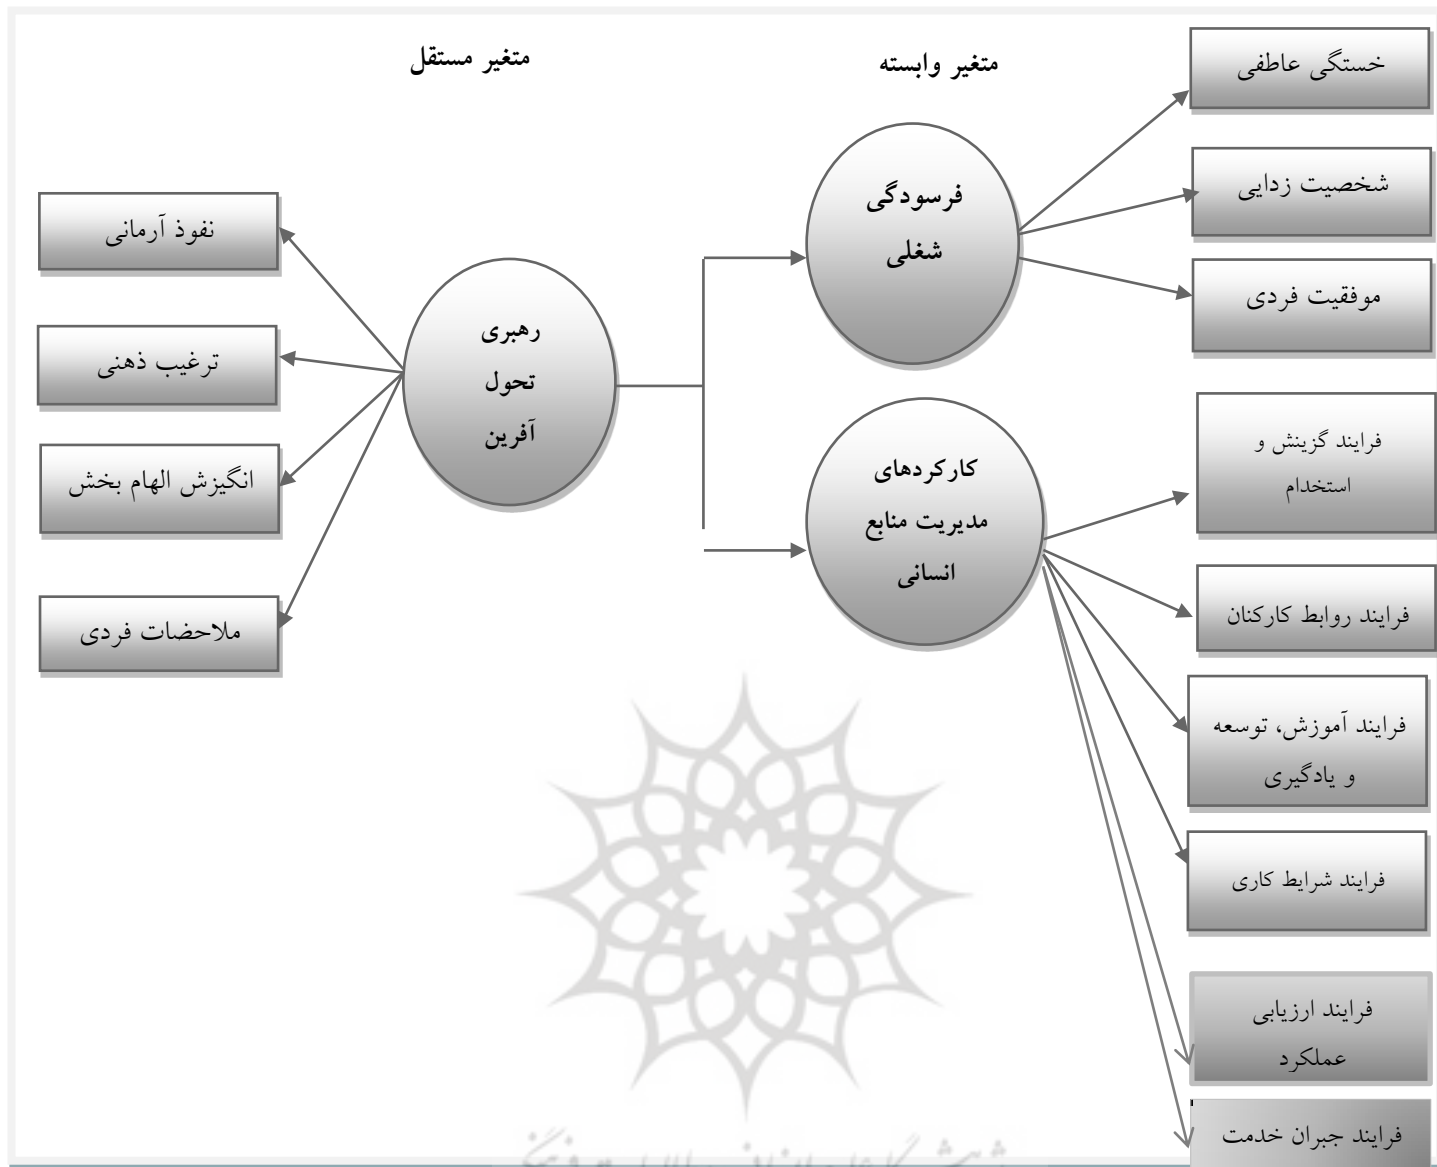 متغیر مستقل
متغیر وابسته
نفوذ آرمانی
ترغیب ذهنی
انگیزش الهام بخش
ملاحضات فردی
رهبری
تحول
آفرین
فرسودگی
شغلی
کارکردهای
مدیریت منابع
انسانی
خستگی عاطفی
شخصیت زدایی
موفقیت فردی
فرایند گزینش و
استخدام
فرایند روابط کارکنان
فرایند آموزش، توسعه
و یادگیری
فرایند شرایط کاری
فرایند ارزیابی
عملکرد
فرایند جبران خدمت